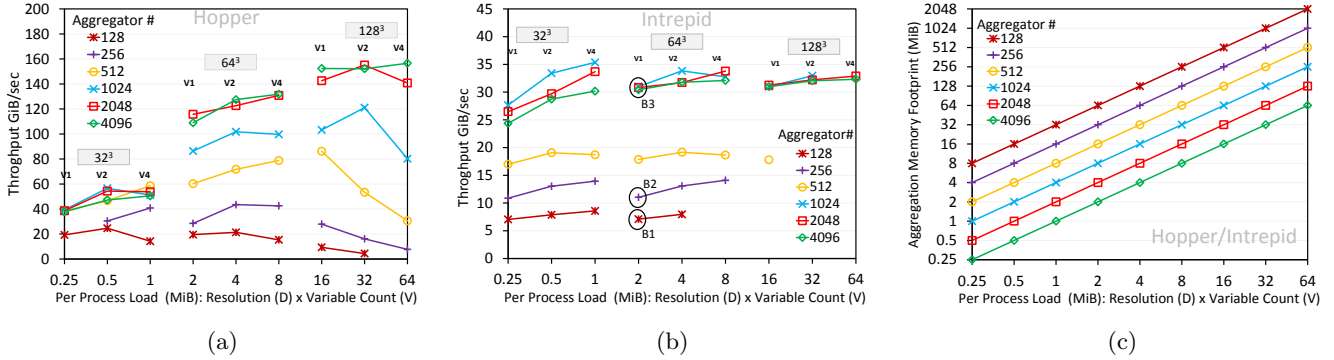 Hopper
Throghput GiB/sec
200
180
160
140
120
100
80
60
40
20
0
Aggregator #
128
256
512
1024
2048
4096
32³
V1
V2
V4
64³
V1
V2
V4
128³
V1
V2
V4
0.25 0.5 1 2 4 8 16 32 64
Per Process Load (MiB): Resolution (D) x Variable Count (V)
(a)
Intrepid
Throghput GiB/sec
45
40
35
30
25
20
15
10
5
0
32³
V1
V2
V4
64³
V1
V2
V4
128³
V1
V2
V4
B3
B2
B1
Aggregator#
128
256
512
1024
2048
4096
0.25 0.5 1 2 4 8 16 32 64
Per Process Load (MiB): Resolution (D) x Variable Count (V)
(b)
Aggregation Memory Footprint (MiB)
2048
1024
512
256
128
64
32
16
8
4
2
1
0.5
0.25
Aggregator #
128
256
512
1024
2048
4096
Hopper/Intrepid
0.25 0.5 1 2 4 8 16 32 64
Per Process Load (MiB): Resolution (D) x Variable Count (V)
(c)